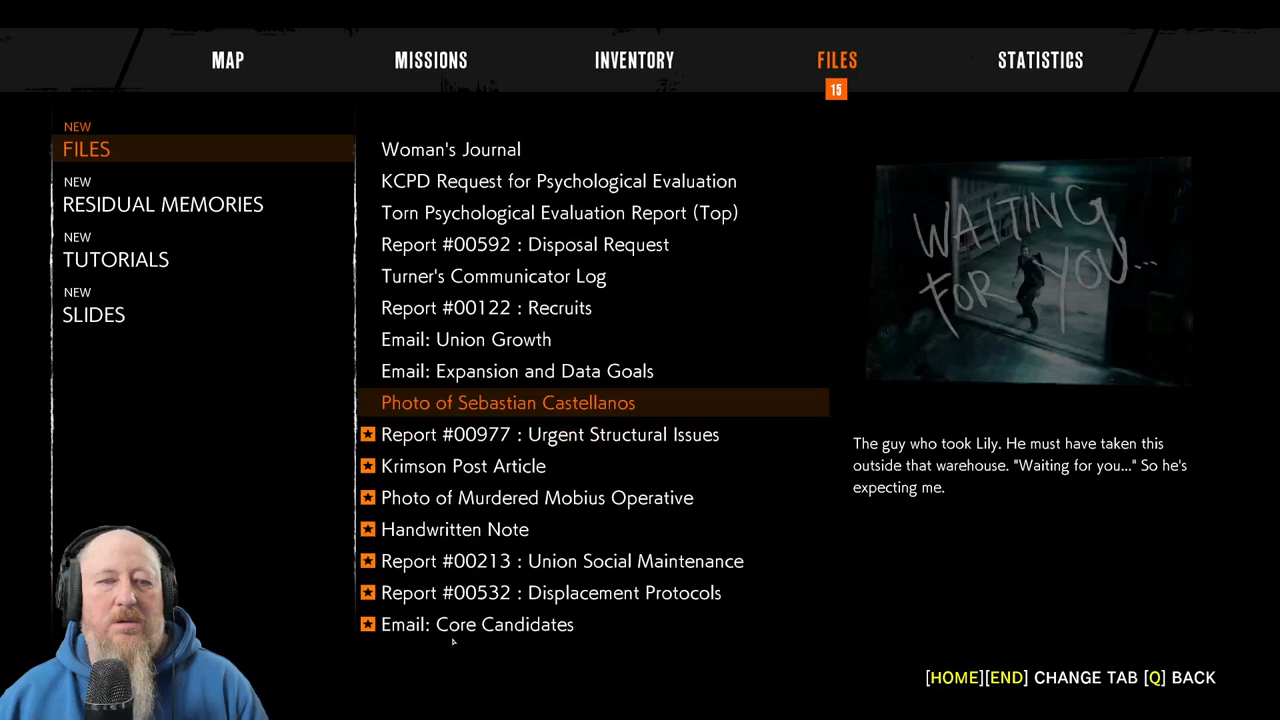 MAP MISSIONS INVENTORY FILES STATISTICS
15
NEW
FILES
NEW
RESIDUAL MEMORIES
NEW
TUTORIALS
NEW
SLIDES
Woman's Journal
KCPD Request for Psychological Evaluation
Torn Psychological Evaluation Report (Top)
Report #00592 : Disposal Request
Turner's Communicator Log
Report #00122 : Recruits
Email: Union Growth
Email: Expansion and Data Goals
Photo of Sebastian Castellanos
Report #00977 : Urgent Structural Issues
Krimson Post Article
Photo of Murdered Mobius Operative
Handwritten Note
Report #00213 : Union Social Maintenance
Report #00532 : Displacement Protocols
Email: Core Candidates
WAITING
FOR YOU...
The guy who took Lily. He must have taken this
outside that warehouse. "Waiting for you..." So he's
expecting me.
[HOME][END] CHANGE TAB [Q] BACK